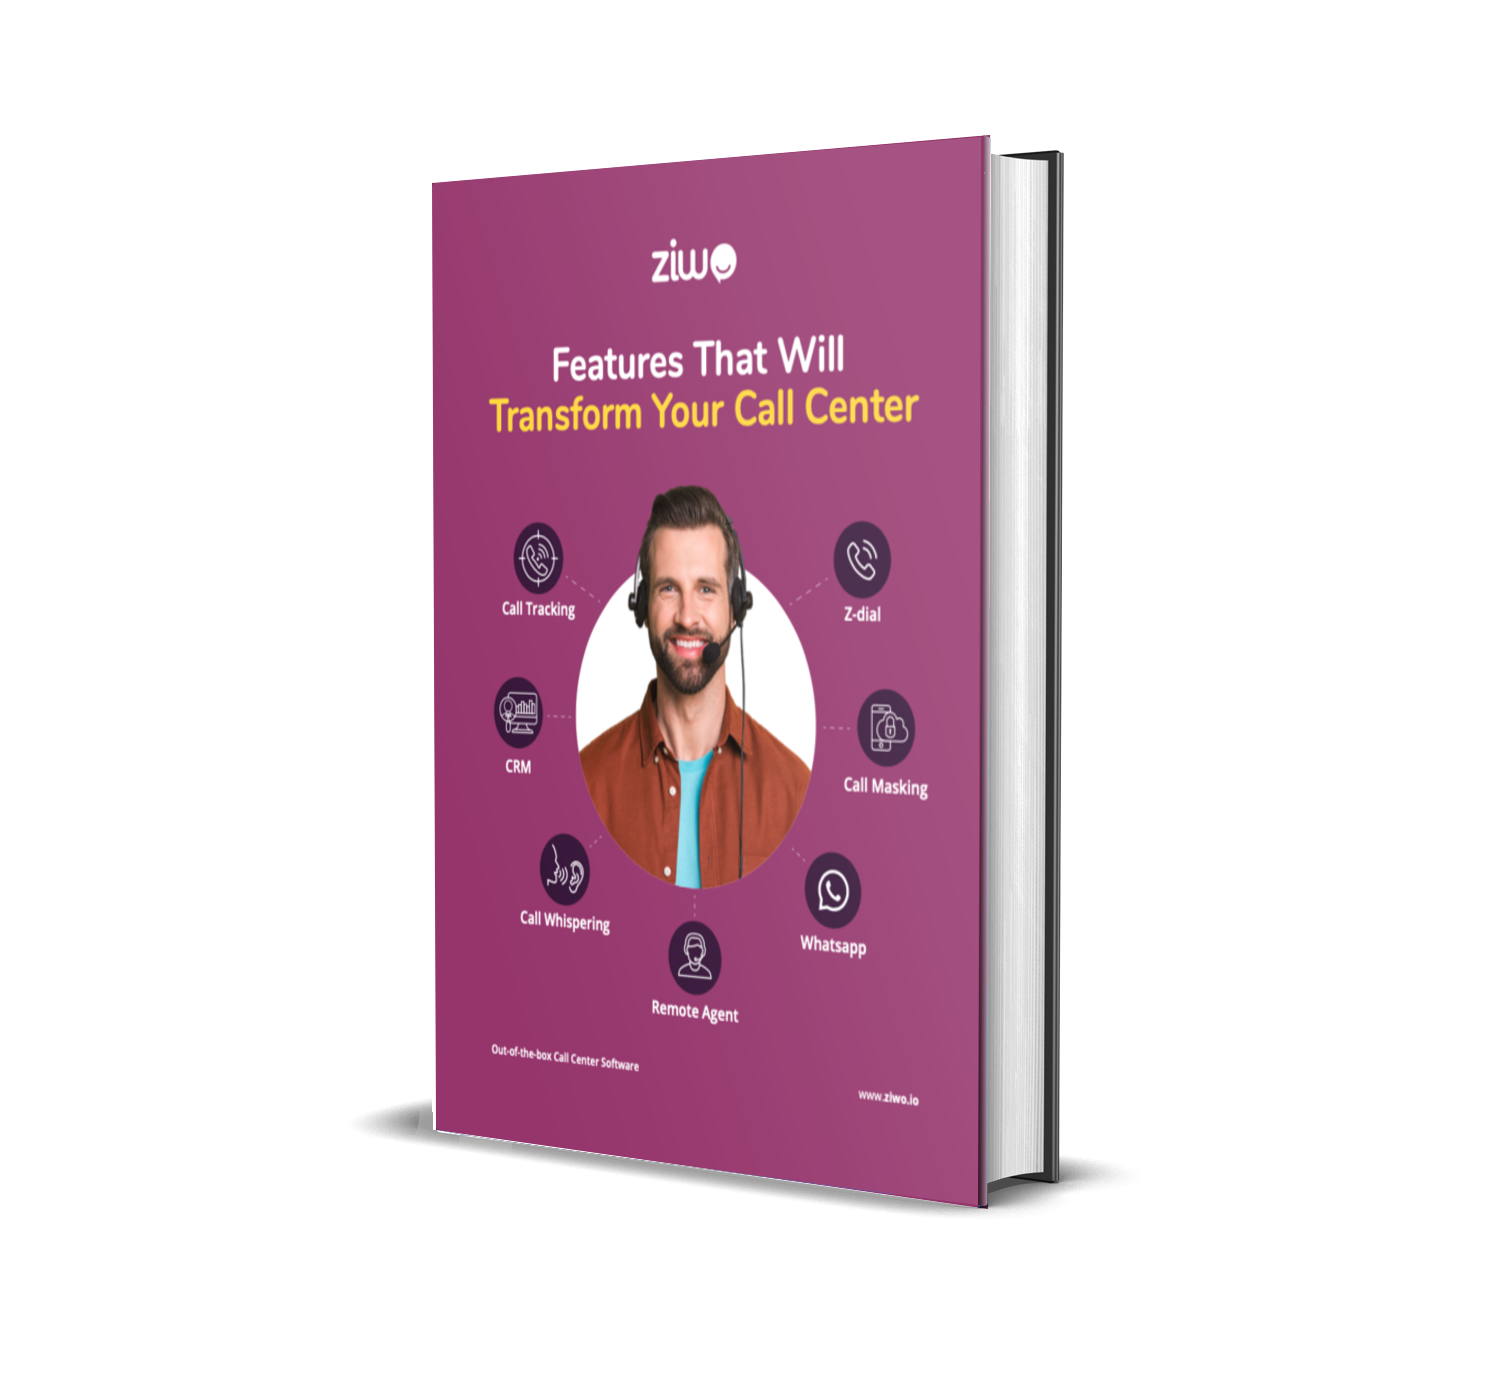 ziwo
Features That Will
Transform Your Call Center
Call Tracking
Z-dial
CRM
Call Masking
Call Whispering
Whatsapp
Remote Agent
Out-of-the-box Call Center Software
www.ziwo.io